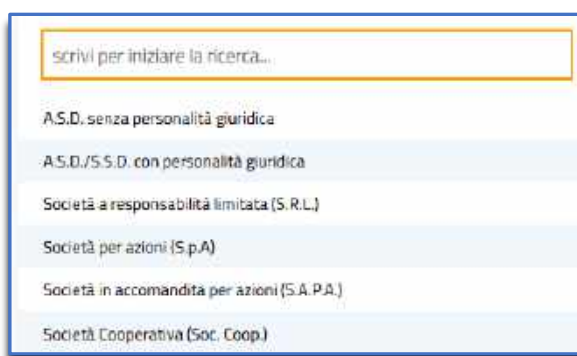 scrivi per iniziare la ricerca...
A.S.D. senza personalità giuridica
A.S.D./S.S.D. con personalità giuridica
Società a responsabilità limitata (S.R.L.)
Società per azioni (S.p.A)
Società in accomandita per azioni (S.A.P.A.)
Società Cooperativa (Soc. Coop.)